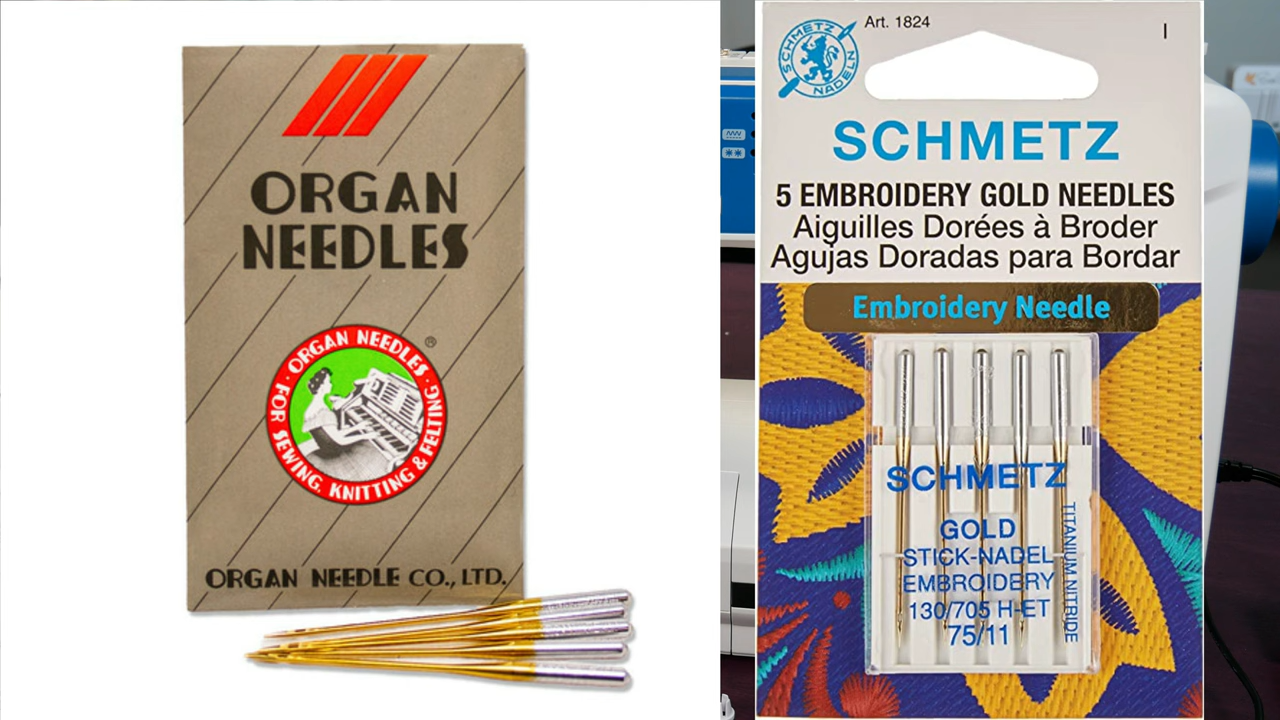 ORGAN
NEEDLES
ORGAN NEEDLES ·
FOR SEWING, KNITTING & FELTING ·
®
ORGAN NEEDLE CO., LTD.
SCHMETZ
NADELN
Art. 1824
I
SCHMETZ
5 EMBROIDERY GOLD NEEDLES
Aiguilles Dorées à Broder
Agujas Doradas para Bordar
Embroidery Needle
SCHMETZ
GOLD
STICK-NADEL
EMBROIDERY
130/705 H-ET
75/11
TITANIUM NITRIDE